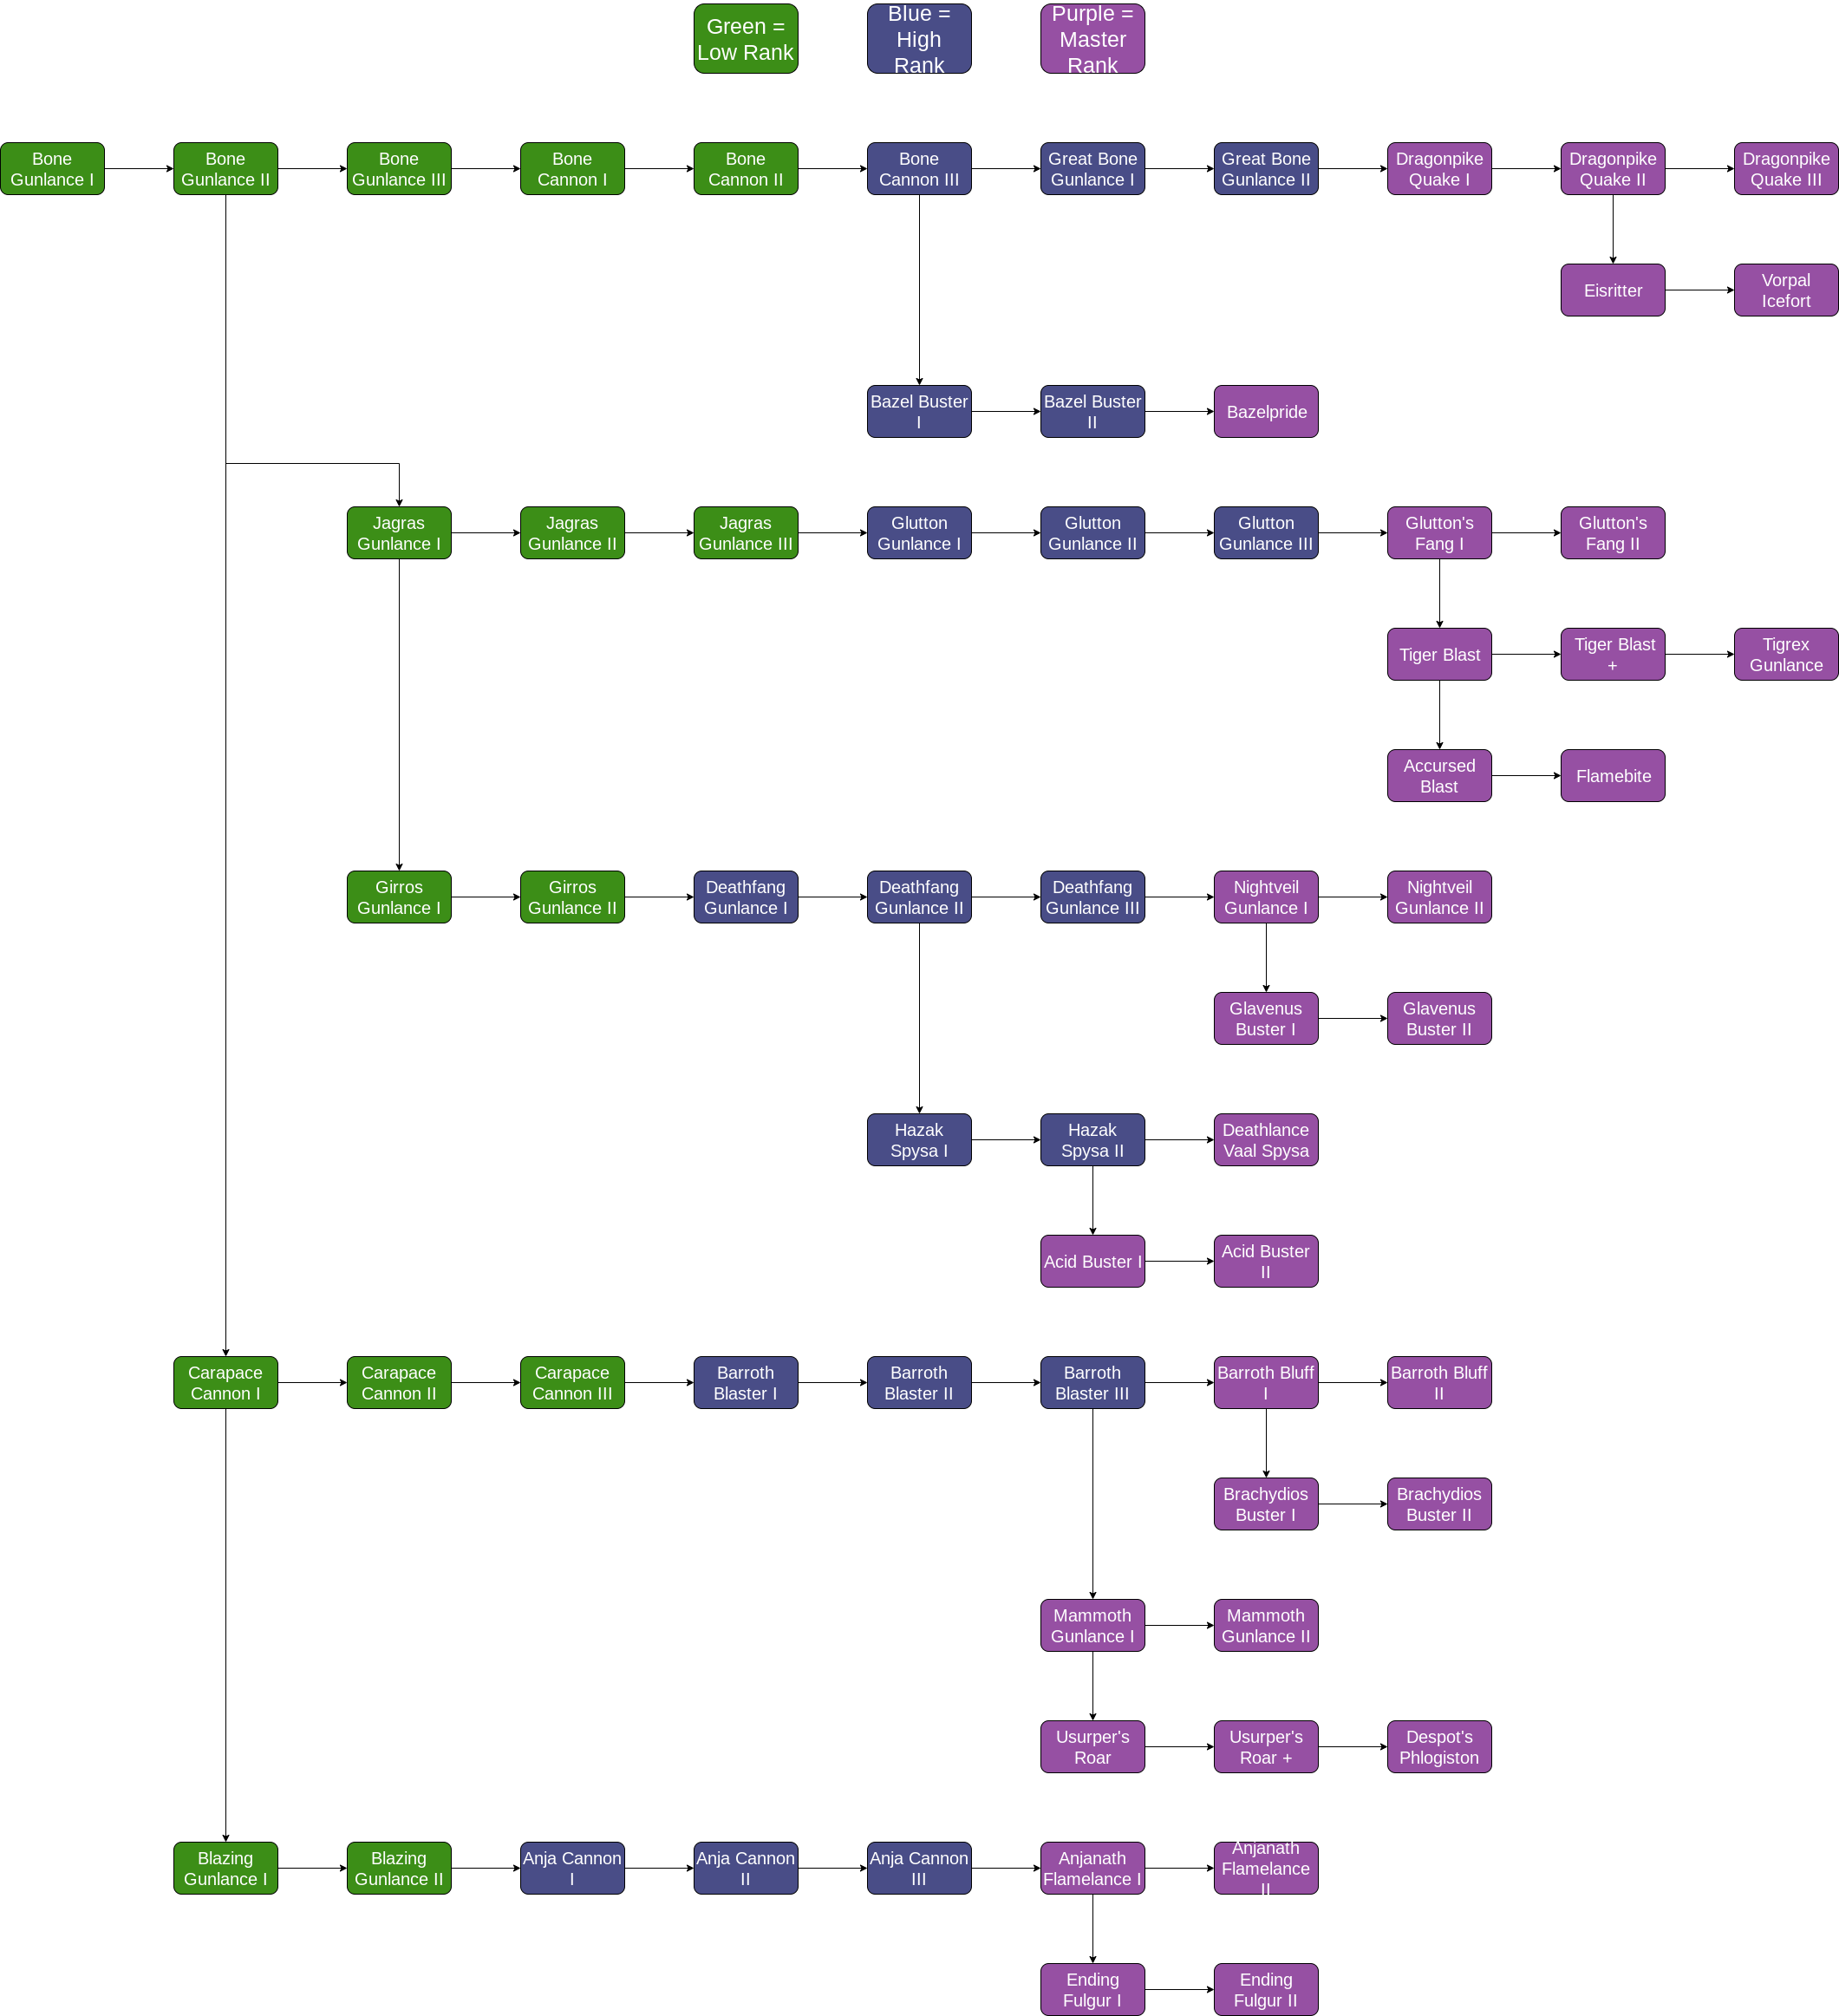 Green =
Low Rank
Blue =
High
Rank
Purple =
Master
Rank
Bone
Gunlance I
Bone
Gunlance II
Bone
Gunlance III
Bone
Cannon I
Bone
Cannon II
Bone
Cannon III
Great Bone
Gunlance I
Great Bone
Gunlance II
Dragonpike
Quake I
Dragonpike
Quake II
Dragonpike
Quake III
Eisritter
Vorpal
Icefort
Bazel Buster
I
Bazel Buster
II
Bazelpride
Jagras
Gunlance I
Jagras
Gunlance II
Jagras
Gunlance III
Glutton
Gunlance I
Glutton
Gunlance II
Glutton
Gunlance III
Glutton's
Fang I
Glutton's
Fang II
Tiger Blast
Tiger Blast
+
Tigrex
Gunlance
Accursed
Blast
Flamebite
Girros
Gunlance I
Girros
Gunlance II
Deathfang
Gunlance I
Deathfang
Gunlance II
Deathfang
Gunlance III
Nightveil
Gunlance I
Nightveil
Gunlance II
Glavenus
Buster I
Glavenus
Buster II
Hazak
Spysa I
Hazak
Spysa II
Deathlance
Vaal Spysa
Acid Buster I
Acid Buster
II
Carapace
Cannon I
Carapace
Cannon II
Carapace
Cannon III
Barroth
Blaster I
Barroth
Blaster II
Barroth
Blaster III
Barroth Bluff
I
Barroth Bluff
II
Brachydios
Buster I
Brachydios
Buster II
Mammoth
Gunlance I
Mammoth
Gunlance II
Usurper's
Roar
Usurper's
Roar +
Despot's
Phlogiston
Blazing
Gunlance I
Blazing
Gunlance II
Anja Cannon
I
Anja Cannon
II
Anja Cannon
III
Anjanath
Flamelance I
Anjanath
Flamelance
II
Ending
Fulgur I
Ending
Fulgur II